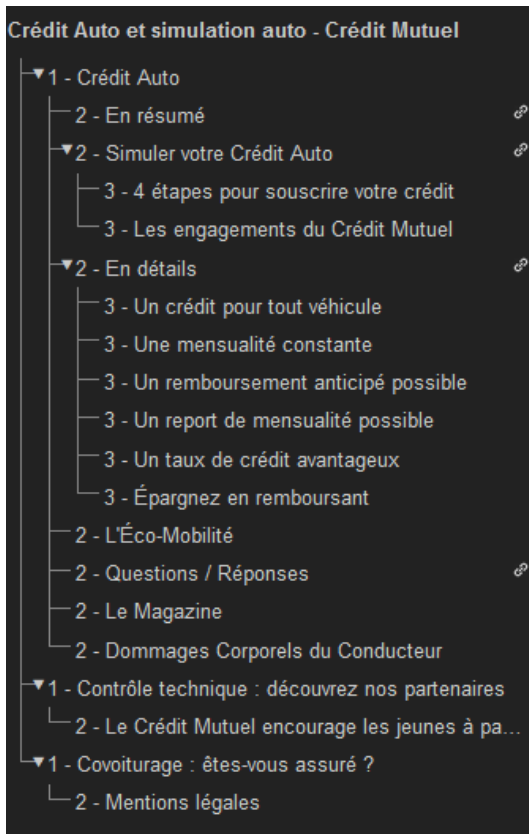 Crédit Auto et simulation auto - Crédit Mutuel
1 - Crédit Auto
2 - En résumé
2 - Simuler votre Crédit Auto
3 - 4 étapes pour souscrire votre crédit
3 - Les engagements du Crédit Mutuel
2 - En détails
3 - Un crédit pour tout véhicule
3 - Une mensualité constante
3 - Un remboursement anticipé possible
3 - Un report de mensualité possible
3 - Un taux de crédit avantageux
3 - Épargnez en remboursant
2 - L'Éco-Mobilité
2 - Questions / Réponses
2 - Le Magazine
2 - Dommages Corporels du Conducteur
1 - Contrôle technique : découvrez nos partenaires
2 - Le Crédit Mutuel encourage les jeunes à pa...
1 - Covoiturage : êtes-vous assuré ?
2 - Mentions légales